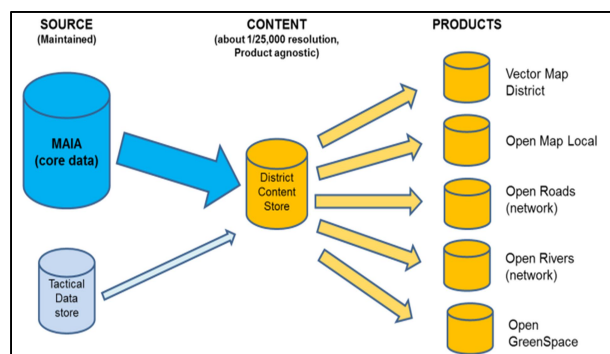 SOURCE
(Maintained)
CONTENT
(about 1/25,000 resolution,
Product agnostic)
PRODUCTS
MAIA
(core data)
Tactical
Data
store
District
Content
Store
Vector Map
District
Open Map Local
Open Roads
(network)
Open Rivers
(network)
Open
GreenSpace